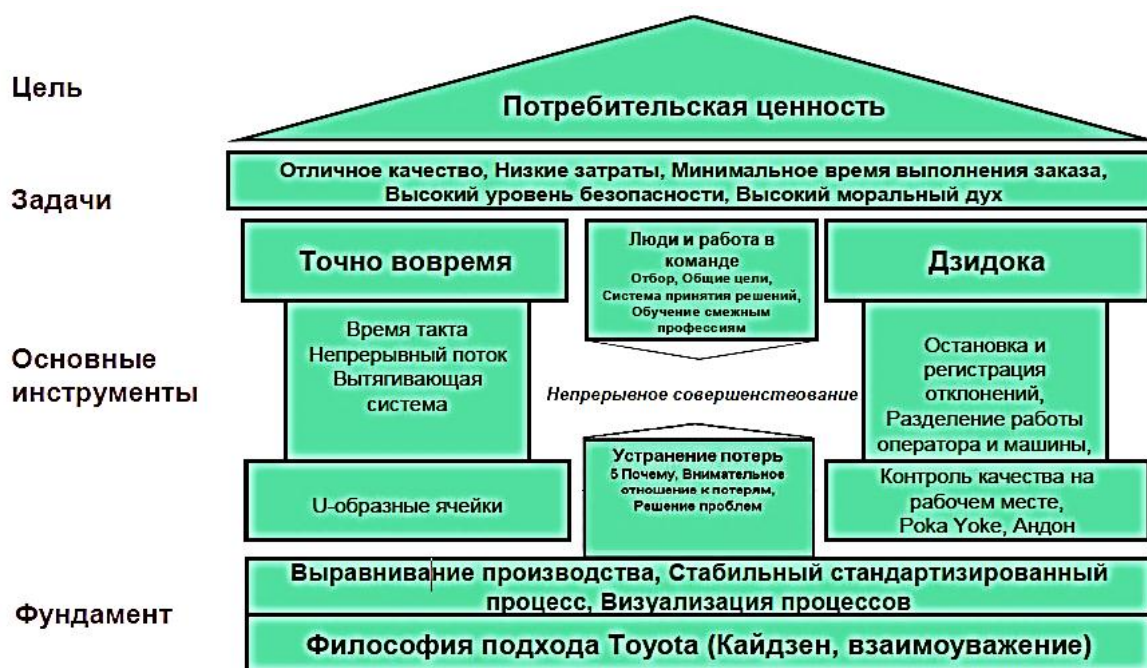 Цель
Потребительская ценность
Задачи
Отличное качество, Низкие затраты, Минимальное время выполнения заказа,
Высокий уровень безопасности, Высокий моральный дух
Основные
инструменты
Точно вовремя
Время такта
Непрерывный поток
Вытягивающая
система
U-образные ячейки
Люди и работа в
команде
Отбор, Общие цели,
Система принятия решений,
Обучение смежным
профессиям
Непрерывное совершенствование
Устранение потерь
5 Почему, Внимательное
отношение к потерям,
Решение проблем
Дзидока
Остановка и
регистрация
отклонений,
Разделение работы
оператора и машины,
Контроль качества на
рабочем месте,
Poka Yoke, Андон
Фундамент
Выравнивание производства, Стабильный стандартизированный
процесс, Визуализация процессов
Философия подхода Toyota (Кайдзен, взаимоуважение)